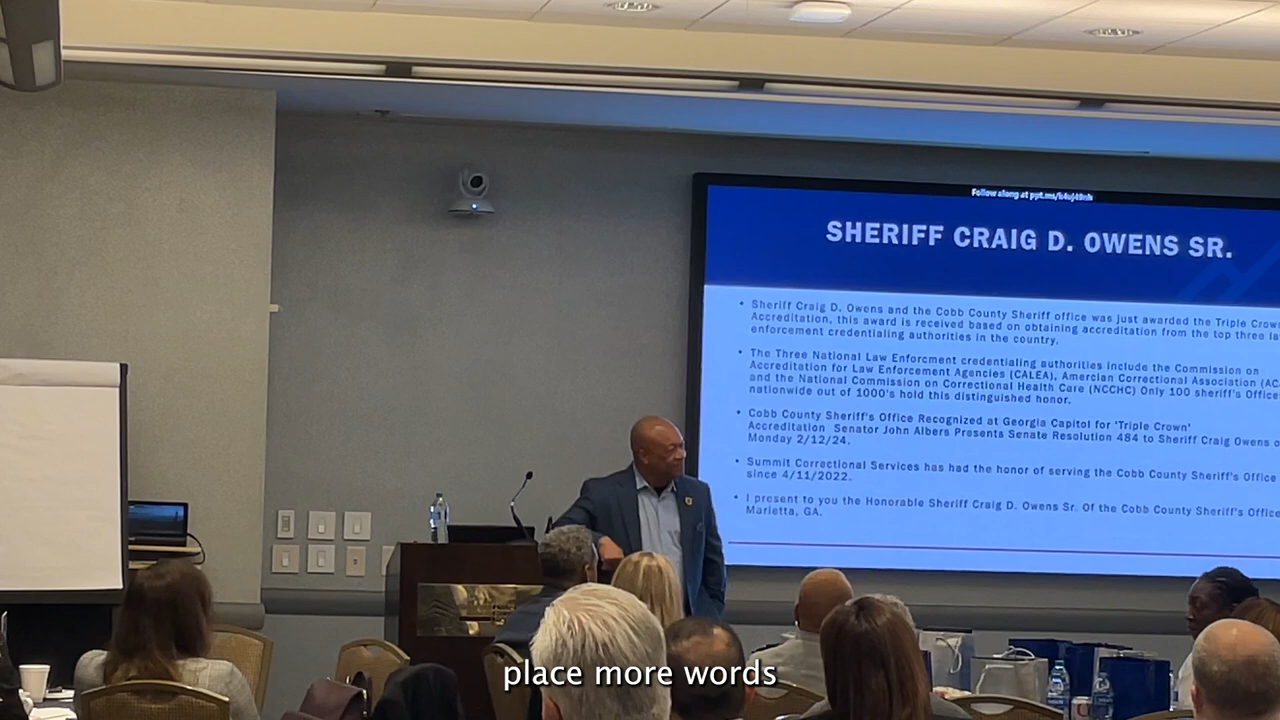 Follow along at
SHERIFF CRAIG D. OWENS SR.
• Sheriff Craig D. Owens and the Cobb County Sheriff office was just awarded the Triple Crown
Accreditation, this award is received based on obtaining accreditation from the top three
enforcement credentialing authorities in the country.
• The Three National Law Enforcment credentialing authorities include the Commission on
Accreditation for Law Enforcement Agencies (CALEA), Amercian Correctional Association
and the National Commission on Correctional Health Care (NCCHC) Only 100 sheriff's
nationwide out of 1000's hold this distinguished honor.
• Cobb County Sheriff's Office Recognized at Georgia Capitol for 'Triple Crown'
Accreditation Senator John Albers Presents Senate Resolution 484 to Sheriff Craig Owens
Monday 2/12/24.
• Summit Correctional Services has had the honor of serving the Cobb County Sheriff's Office
since 4/11/2022.
• I present to you the Honorable Sheriff Craig D. Owens Sr. Of the Cobb County Sheriff's Office
Marietta, GA.
place more words